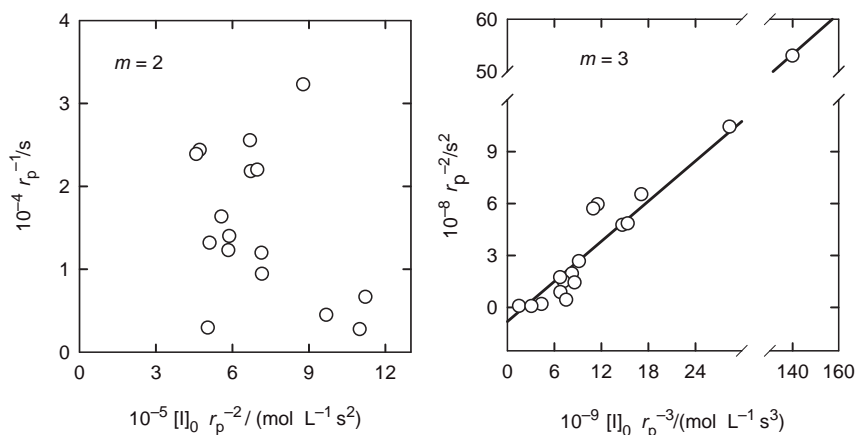 4
3
2
1
0
m = 2
10⁻⁴ rₚ⁻¹/s
0 3 6 9 12
10⁻⁵ [I]₀ rₚ⁻² / (mol L⁻¹ s²)
60
50
9
6
3
0
m = 3
10⁻⁸ rₚ⁻²/s²
0 6 12 18 24 140 160
10⁻⁹ [I]₀ rₚ⁻³/(mol L⁻¹ s³)